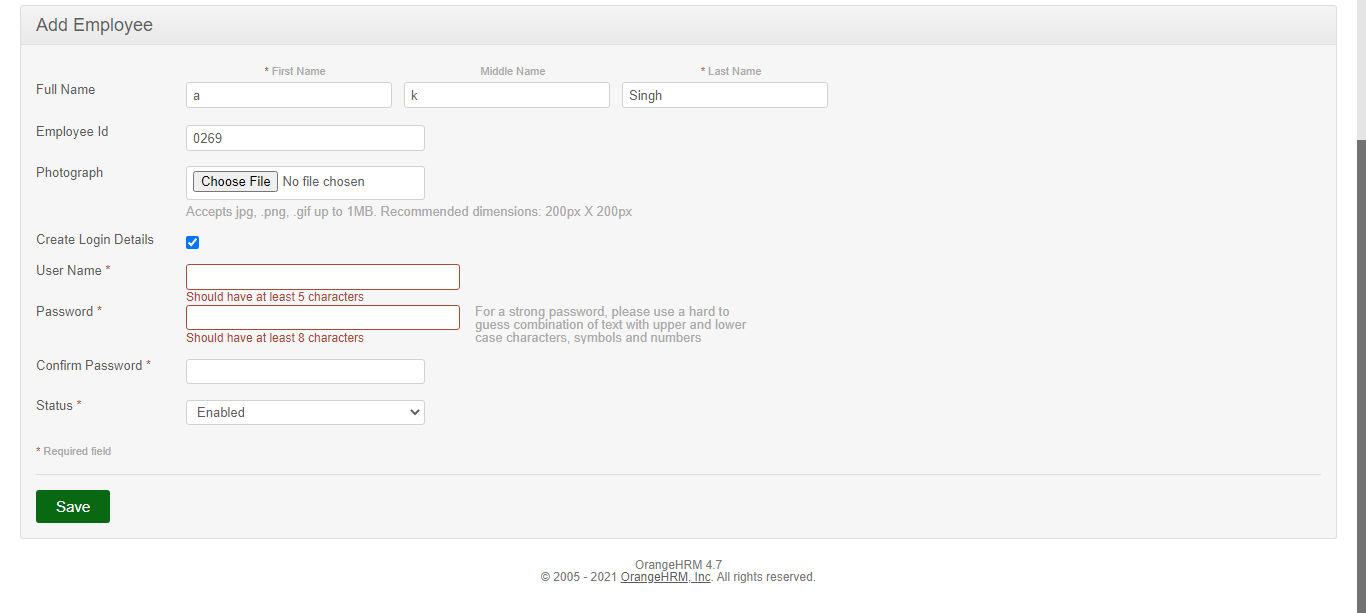 Add Employee
* First Name Middle Name * Last Name
Full Name a k Singh
Employee Id 0269
Photograph Choose File No file chosen
Accepts jpg, .png, .gif up to 1MB. Recommended dimensions: 200px X 200px
Create Login Details
User Name *
Should have at least 5 characters
Password * For a strong password, please use a hard to
guess combination of text with upper and lower
Should have at least 8 characters case characters, symbols and numbers
Confirm Password *
Status * Enabled
* Required field
Save
OrangeHRM 4.7
© 2005 - 2021 OrangeHRM, Inc. All rights reserved.